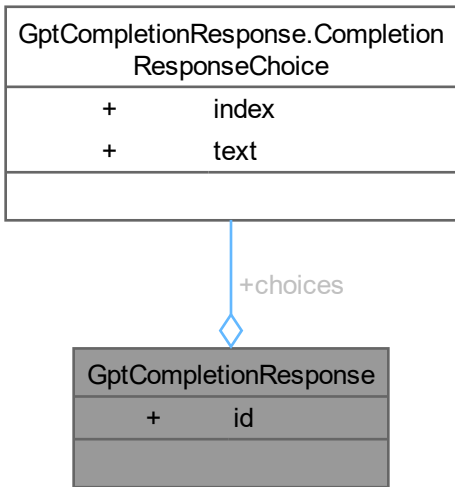 GptCompletionResponse.Completion
ResponseChoice
+ index
+ text
+choices
GptCompletionResponse
+ id